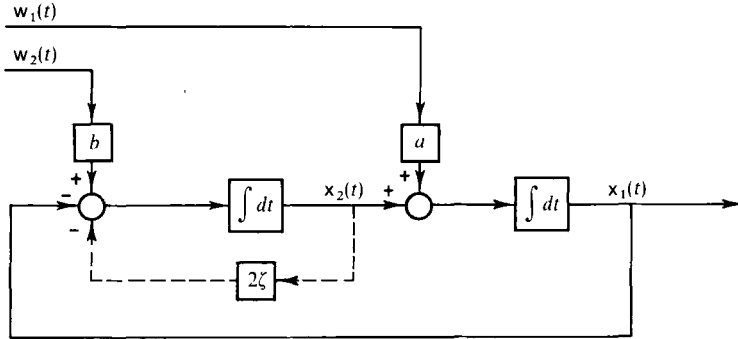 w₁(t)
w₂(t)
b
a
+
−
−
∫ dt
x₂(t)
+
+
∫ dt
x₁(t)
2ζ